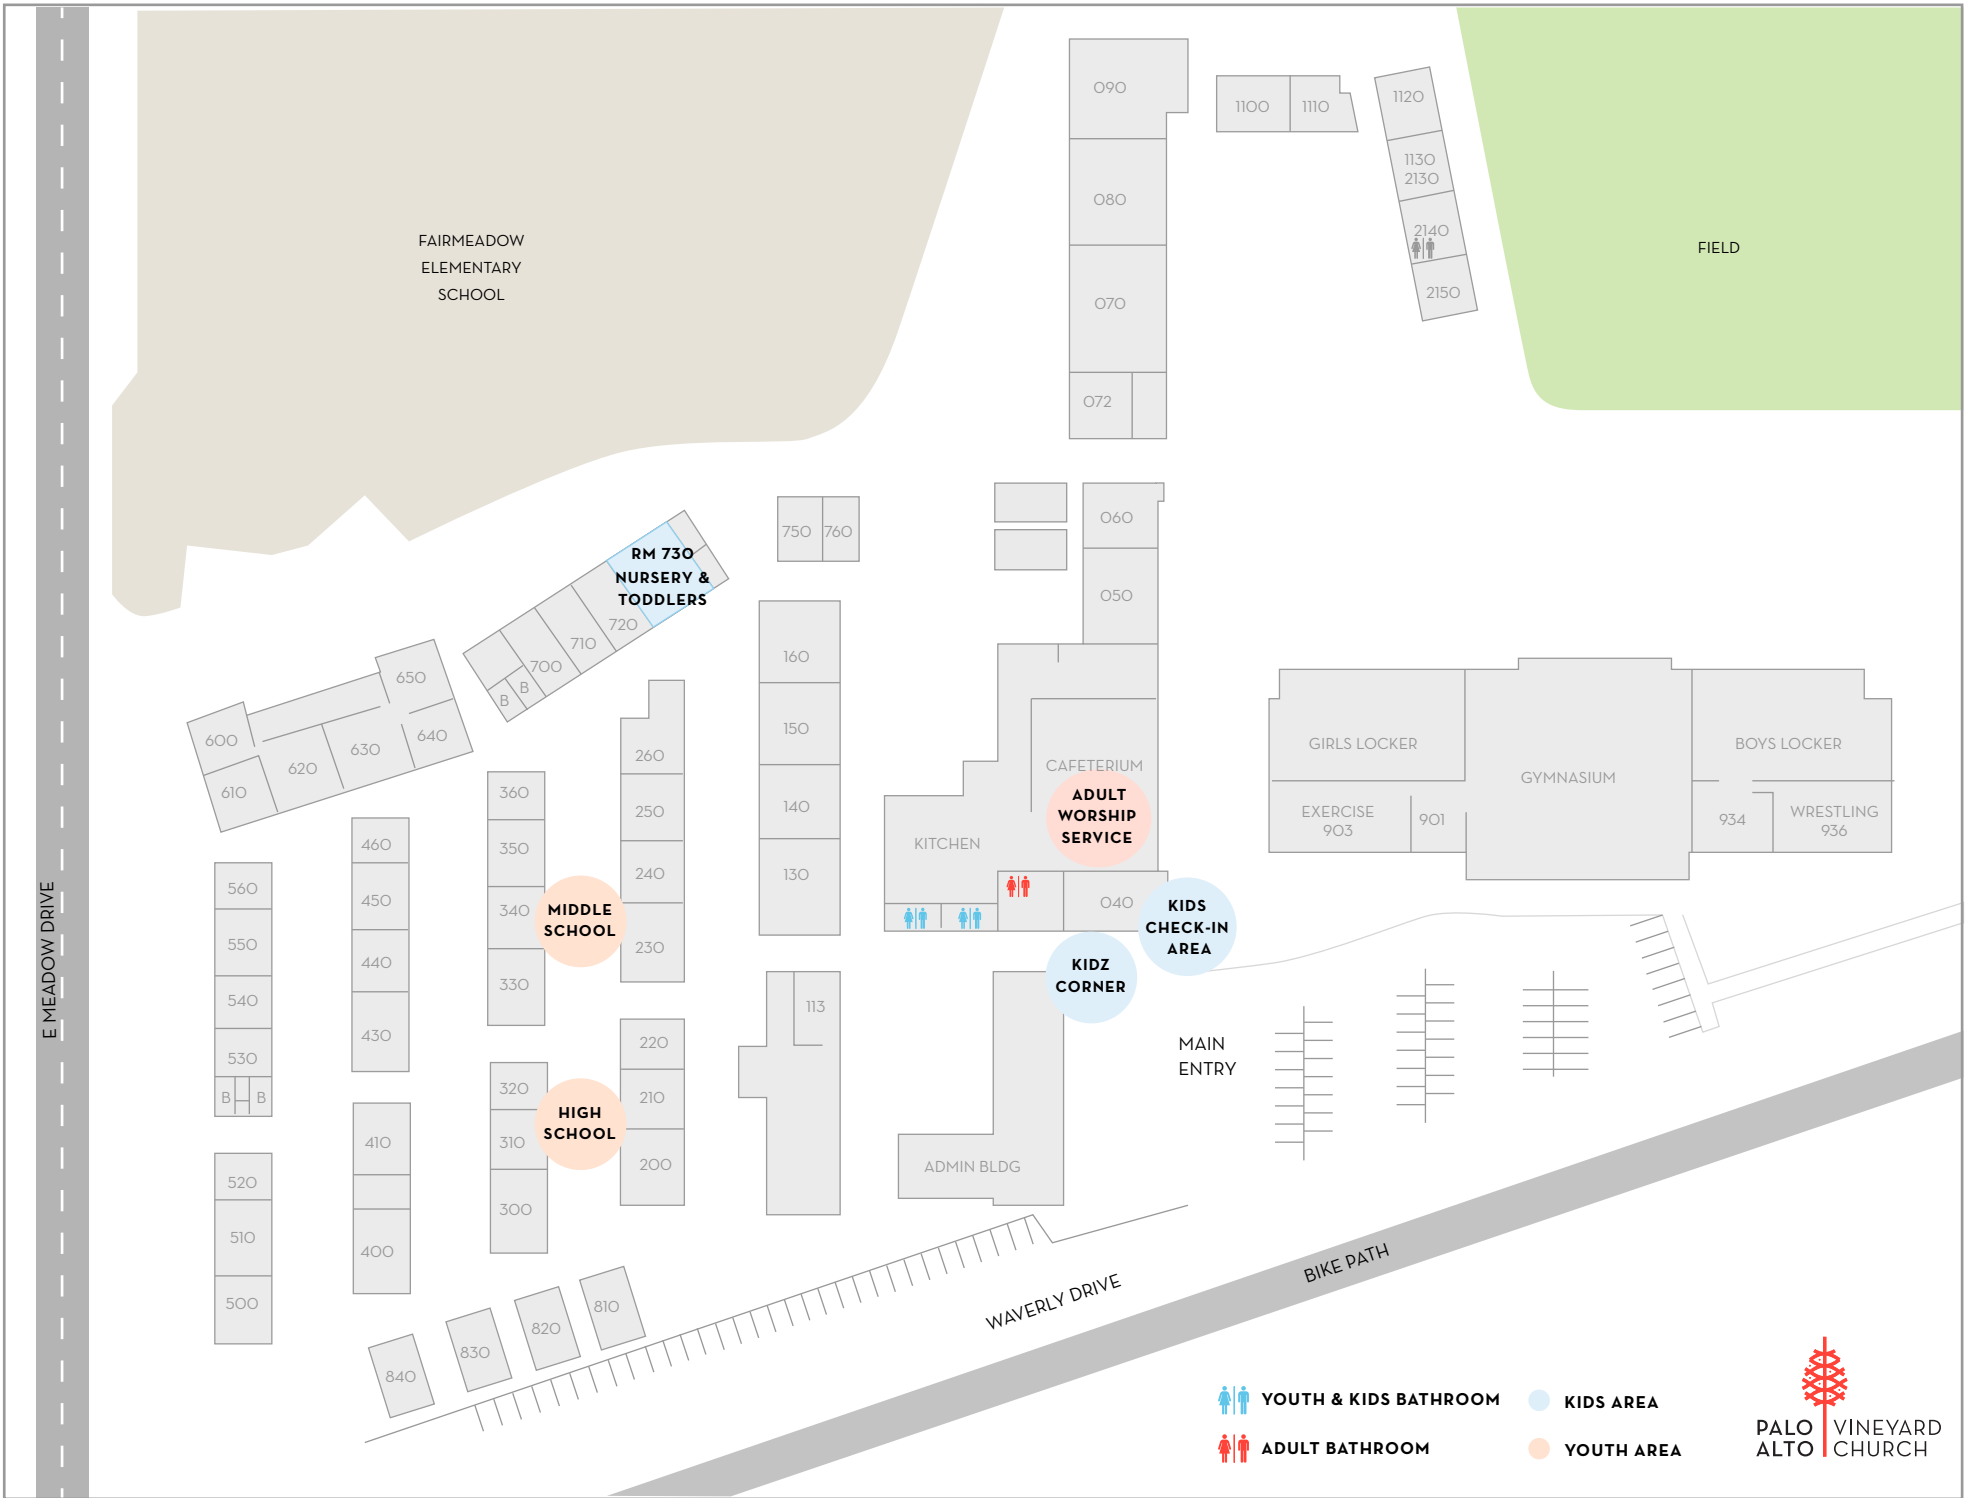 090
1100
1110
1120
1130
2130
080
2140
2150
070
072
FAIRMEADOW
ELEMENTARY
SCHOOL
FIELD
750
760
060
050
RM 730
NURSERY &
TODDLERS
720
710
700
B
B
650
640
630
620
600
610
160
150
140
130
260
250
240
230
360
350
340
330
MIDDLE
SCHOOL
460
450
440
430
560
550
540
530
B
B
CAFETERIUM
ADULT
WORSHIP
SERVICE
KITCHEN
040
KIDS
CHECK-IN
AREA
KIDZ
CORNER
GIRLS LOCKER
GYMNASIUM
BOYS LOCKER
EXERCISE
903
901
934
WRESTLING
936
E MEADOW DRIVE
113
220
210
200
320
310
300
HIGH
SCHOOL
410
400
520
510
500
MAIN
ENTRY
ADMIN BLDG
810
820
830
840
WAVERLY DRIVE
BIKE PATH
YOUTH & KIDS BATHROOM
KIDS AREA
ADULT BATHROOM
YOUTH AREA
PALO VINEYARD
ALTO CHURCH